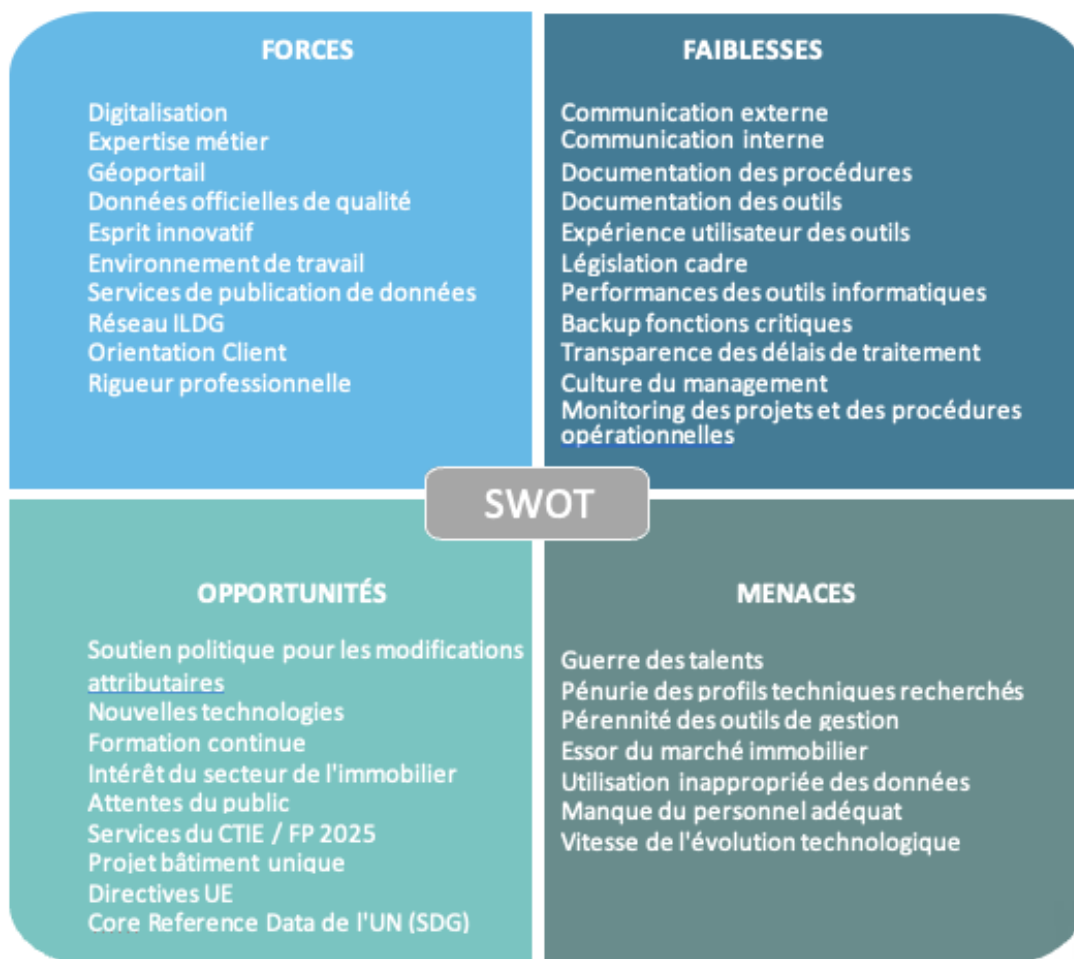 FORCES
Digitalisation
Expertise métier
Géoportail
Données officielles de qualité
Esprit innovatif
Environnement de travail
Services de publication de données
Réseau ILDG
Orientation Client
Rigueur professionnelle
FAIBLESSES
Communication externe
Communication interne
Documentation des procédures
Documentation des outils
Expérience utilisateur des outils
Législation cadre
Performances des outils informatiques
Backup fonctions critiques
Transparence des délais de traitement
Culture du management
Monitoring des projets et des procédures
opérationnelles
SWOT
OPPORTUNITÉS
Soutien politique pour les modifications
attributaires
Nouvelles technologies
Formation continue
Intérêt du secteur de l'immobilier
Attentes du public
Services du CTIE / FP 2025
Projet bâtiment unique
Directives UE
Core Reference Data de l'UN (SDG)
MENACES
Guerre des talents
Pénurie des profils techniques recherchés
Pérennité des outils de gestion
Essor du marché immobilier
Utilisation inappropriée des données
Manque du personnel adéquat
Vitesse de l'évolution technologique